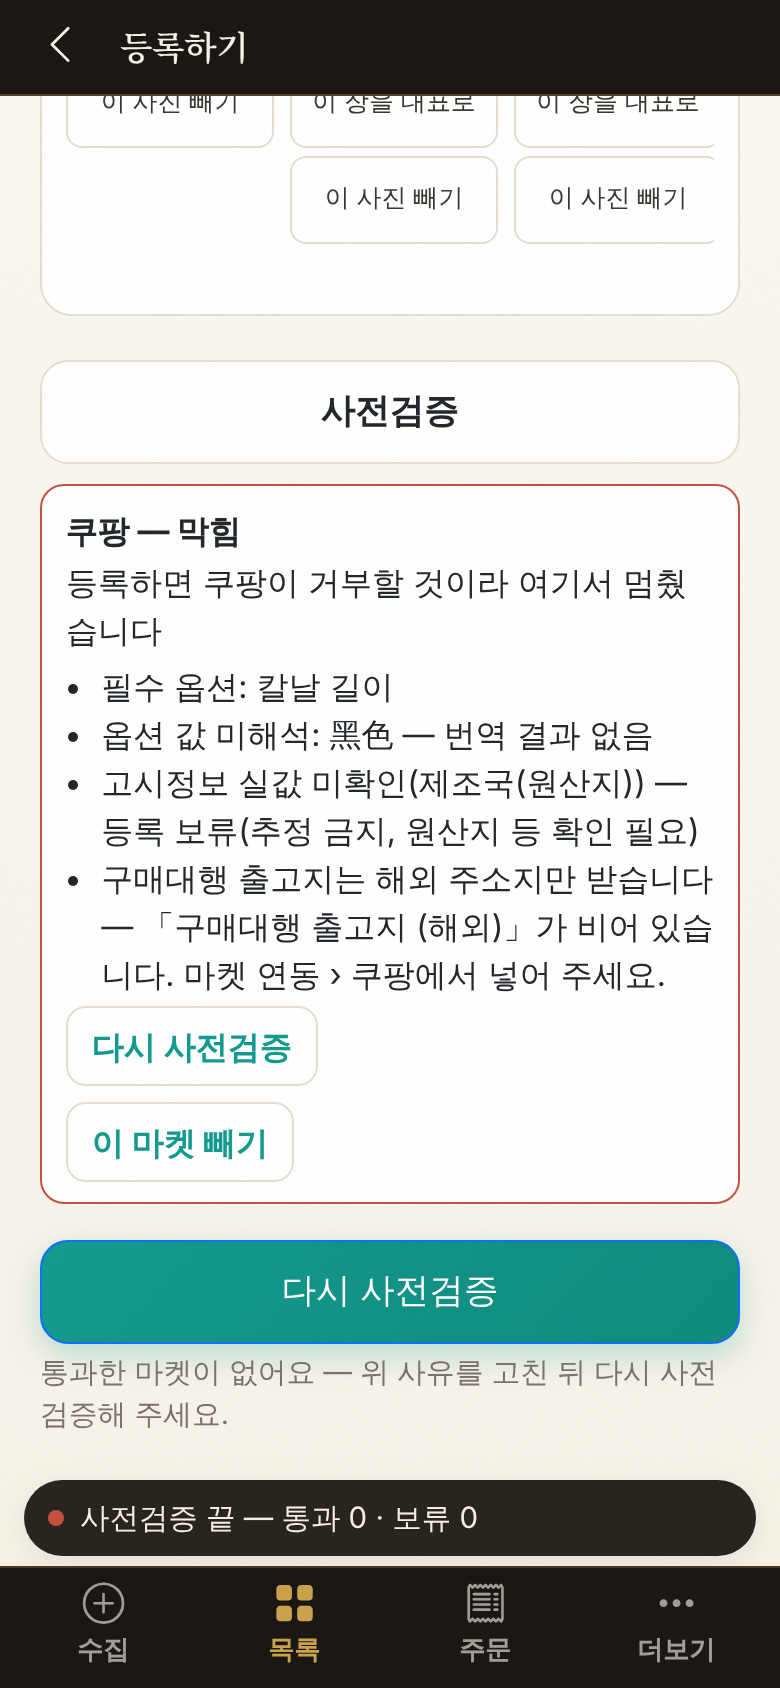 등록하기
이 사진 빼기
이 장을 대표로
이 장을 대표로
이 사진 빼기
이 사진 빼기
사전검증
쿠팡 — 막힘
등록하면 쿠팡이 거부할 것이라 여기서 멈췄
습니다
• 필수 옵션: 칼날 길이
• 옵션 값 미해석: 黑色 — 번역 결과 없음
• 고시정보 실값 미확인(제조국(원산지)) —
등록 보류(추정 금지, 원산지 등 확인 필요)
• 구매대행 출고지는 해외 주소지만 받습니다
— 「구매대행 출고지 (해외)」가 비어 있습
니다. 마켓 연동 › 쿠팡에서 넣어 주세요.
다시 사전검증
이 마켓 빼기
다시 사전검증
통과한 마켓이 없어요 — 위 사유를 고친 뒤 다시 사전
검증해 주세요.
사전검증 끝 — 통과 0 · 보류 0
수집
목록
주문
더보기